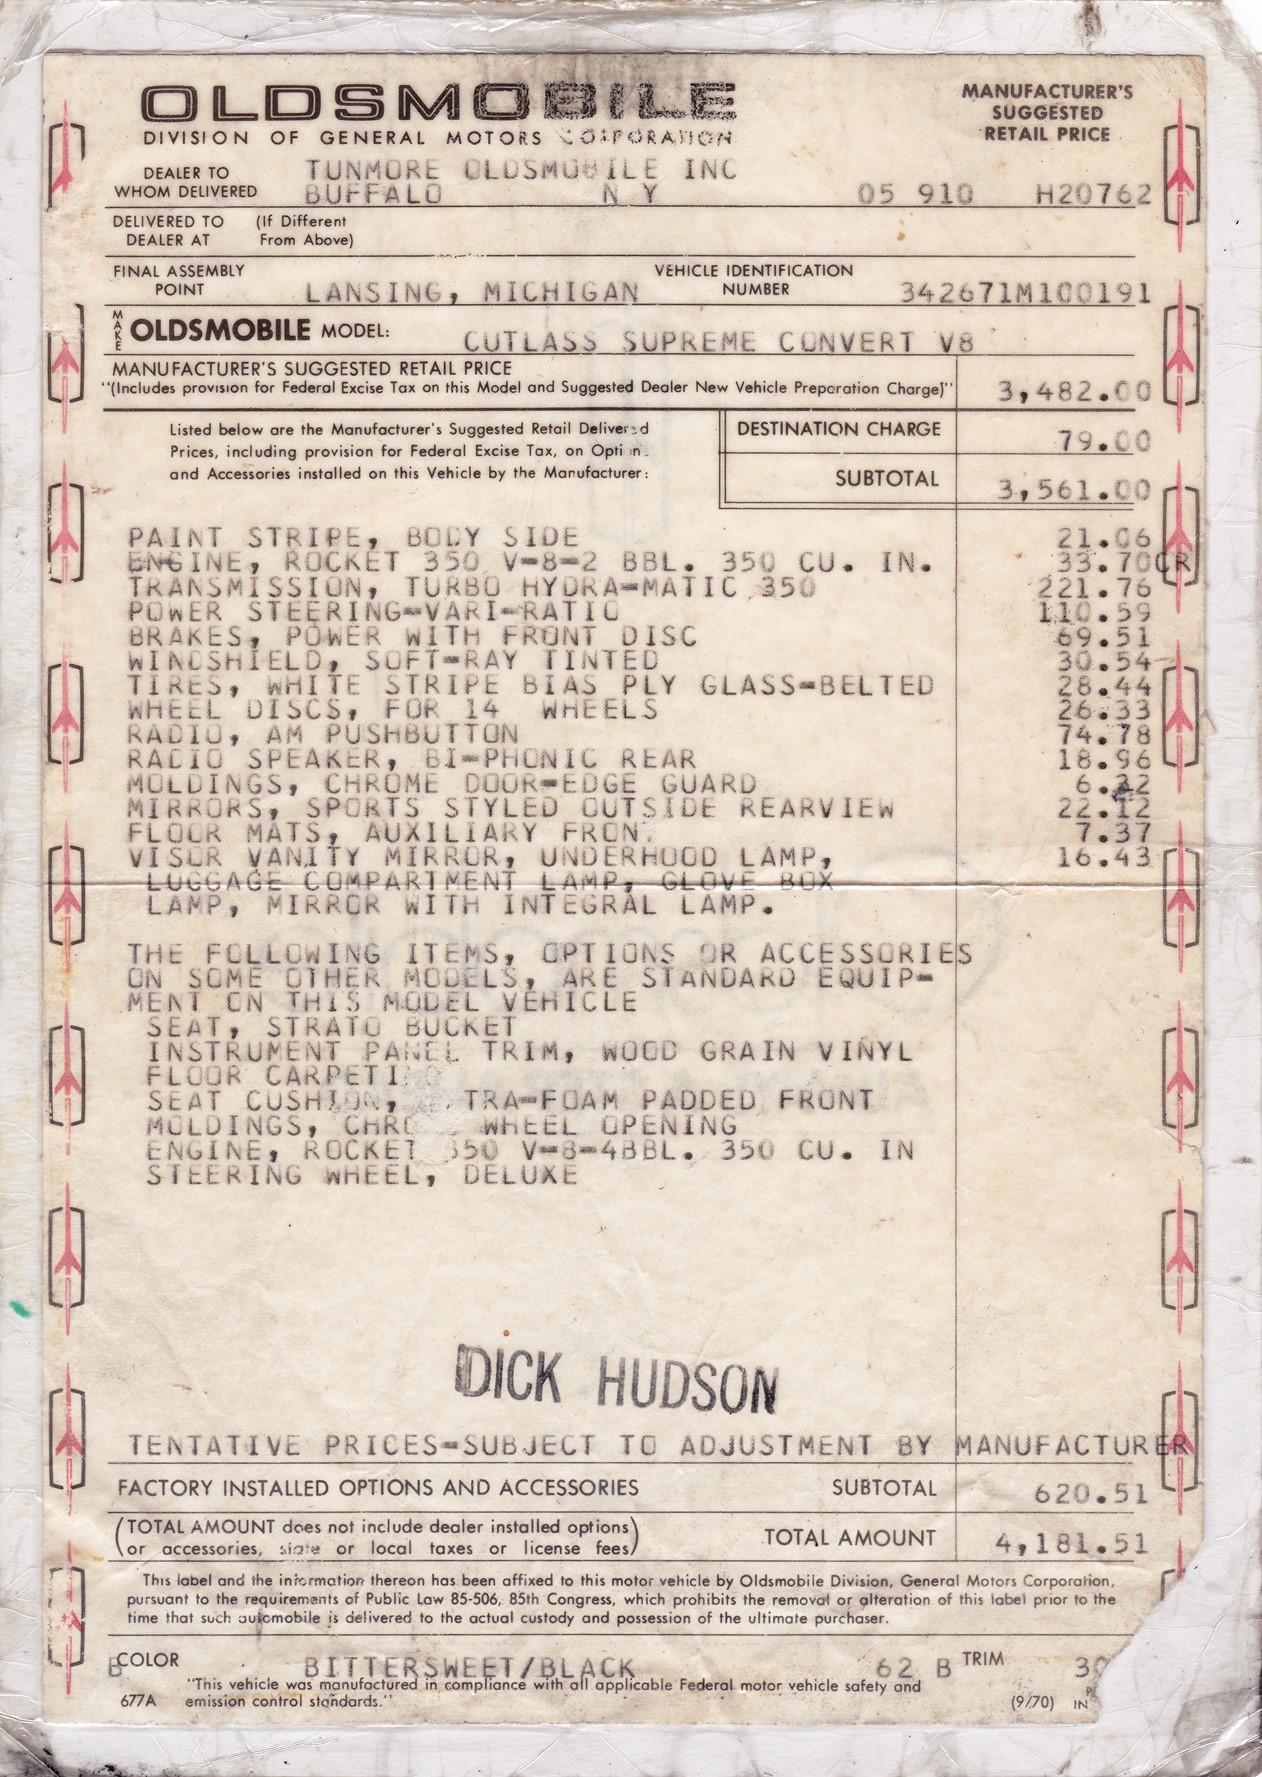 OLDSMOBILE
DIVISION OF GENERAL MOTORS CORPORATION
MANUFACTURER'S
SUGGESTED
RETAIL PRICE
DEALER TO
WHOM DELIVERED
TUNMORE OLDSMOBILE INC
BUFFALO N Y 05 910 H20762
DELIVERED TO (If Different
DEALER AT From Above)
FINAL ASSEMBLY
POINT
LANSING, MICHIGAN
VEHICLE IDENTIFICATION
NUMBER
342671M100191
MAKE OLDSMOBILE MODEL: CUTLASS SUPREME CONVERT V8
MANUFACTURER'S SUGGESTED RETAIL PRICE
"(Includes provision for Federal Excise Tax on this Model and Suggested Dealer New Vehicle Preparation Charge)" 3,482.00
Listed below are the Manufacturer's Suggested Retail Delivered
Prices, including provision for Federal Excise Tax, on
and Accessories installed on this Vehicle by the Manufacturer:
DESTINATION CHARGE 79.00
SUBTOTAL 3,561.00
PAINT STRIPE, BODY SIDE 21.06
ENGINE, ROCKET 350 V-8-2 BBL. 350 CU. IN. 33.70CR
TRANSMISSION, TURBO HYDRA-MATIC 350 221.76
POWER STEERING-VARI-RATIO 110.59
BRAKES, POWER WITH FRONT DISC 69.51
WINDSHIELD, SOFT-RAY TINTED 30.54
TIRES, WHITE STRIPE BIAS PLY GLASS-BELTED 28.44
WHEEL DISCS, FOR 14 WHEELS 26.33
RADIO, AM PUSHBUTTON 74.78
RADIO SPEAKER, BI-PHONIC REAR 18.96
MOLDINGS, CHROME DOOR-EDGE GUARD
MIRRORS, SPORTS STYLED OUTSIDE REARVIEW 22.12
FLOOR MATS, AUXILIARY FRONT 7.37
VISOR VANITY MIRROR, UNDERHOOD LAMP, 16.43
LUGGAGE COMPARTMENT LAMP, GLOVE BOX
LAMP, MIRROR WITH INTEGRAL LAMP.
THE FOLLOWING ITEMS, OPTIONS OR ACCESSORIES
ON SOME OTHER MODELS, ARE STANDARD EQUIP-
MENT ON THIS MODEL VEHICLE
SEAT, STRATO BUCKET
INSTRUMENT PANEL TRIM, WOOD GRAIN VINYL
FLOOR
SEAT CUSHION, TRA-FOAM PADDED FRONT
MOLDINGS, WHEEL OPENING
ENGINE, ROCKET 350 V-8-4BBL. 350 CU. IN
STEERING WHEEL, DELUXE
DICK HUDSON
TENTATIVE PRICES-SUBJECT TO ADJUSTMENT BY MANUFACTURER
FACTORY INSTALLED OPTIONS AND ACCESSORIES SUBTOTAL 620.51
(TOTAL AMOUNT does not include dealer installed options
or accessories, state or local taxes or license fees)
TOTAL AMOUNT 4,181.51
This label and the information thereon has been affixed to this motor vehicle by Oldsmobile Division, General Motors Corporation,
pursuant to the requirements of Public Law 85-506, 85th Congress, which prohibits the removal or alteration of this label prior to the
time that such automobile is delivered to the actual custody and possession of the ultimate purchaser.
COLOR BITTERSWEET/BLACK 62 B TRIM 30
"This vehicle was manufactured in compliance with all applicable Federal motor vehicle safety and
677A emission control standards." (9/70) IN